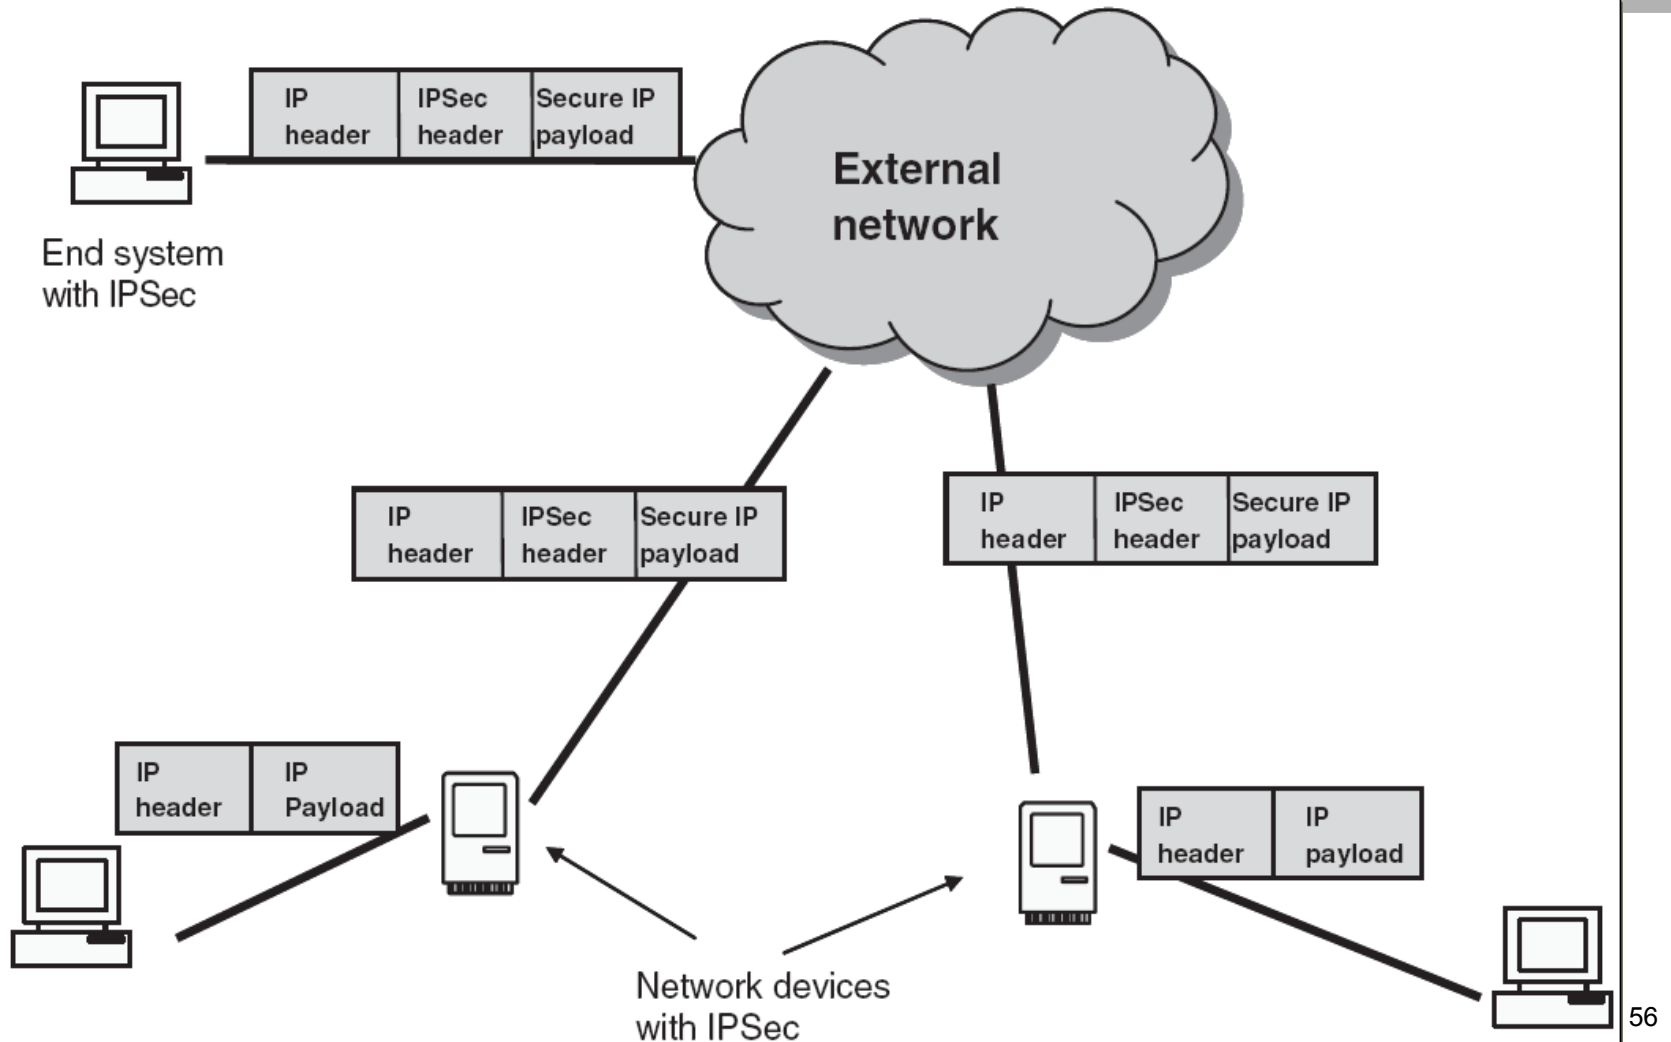 IP
header
IPSec
header
Secure IP
payload
External
network
End system
with IPSec
IP
header
IPSec
header
Secure IP
payload
IP
header
IPSec
header
Secure IP
payload
IP
header
IP
Payload
IP
header
IP
payload
Network devices
with IPSec
56